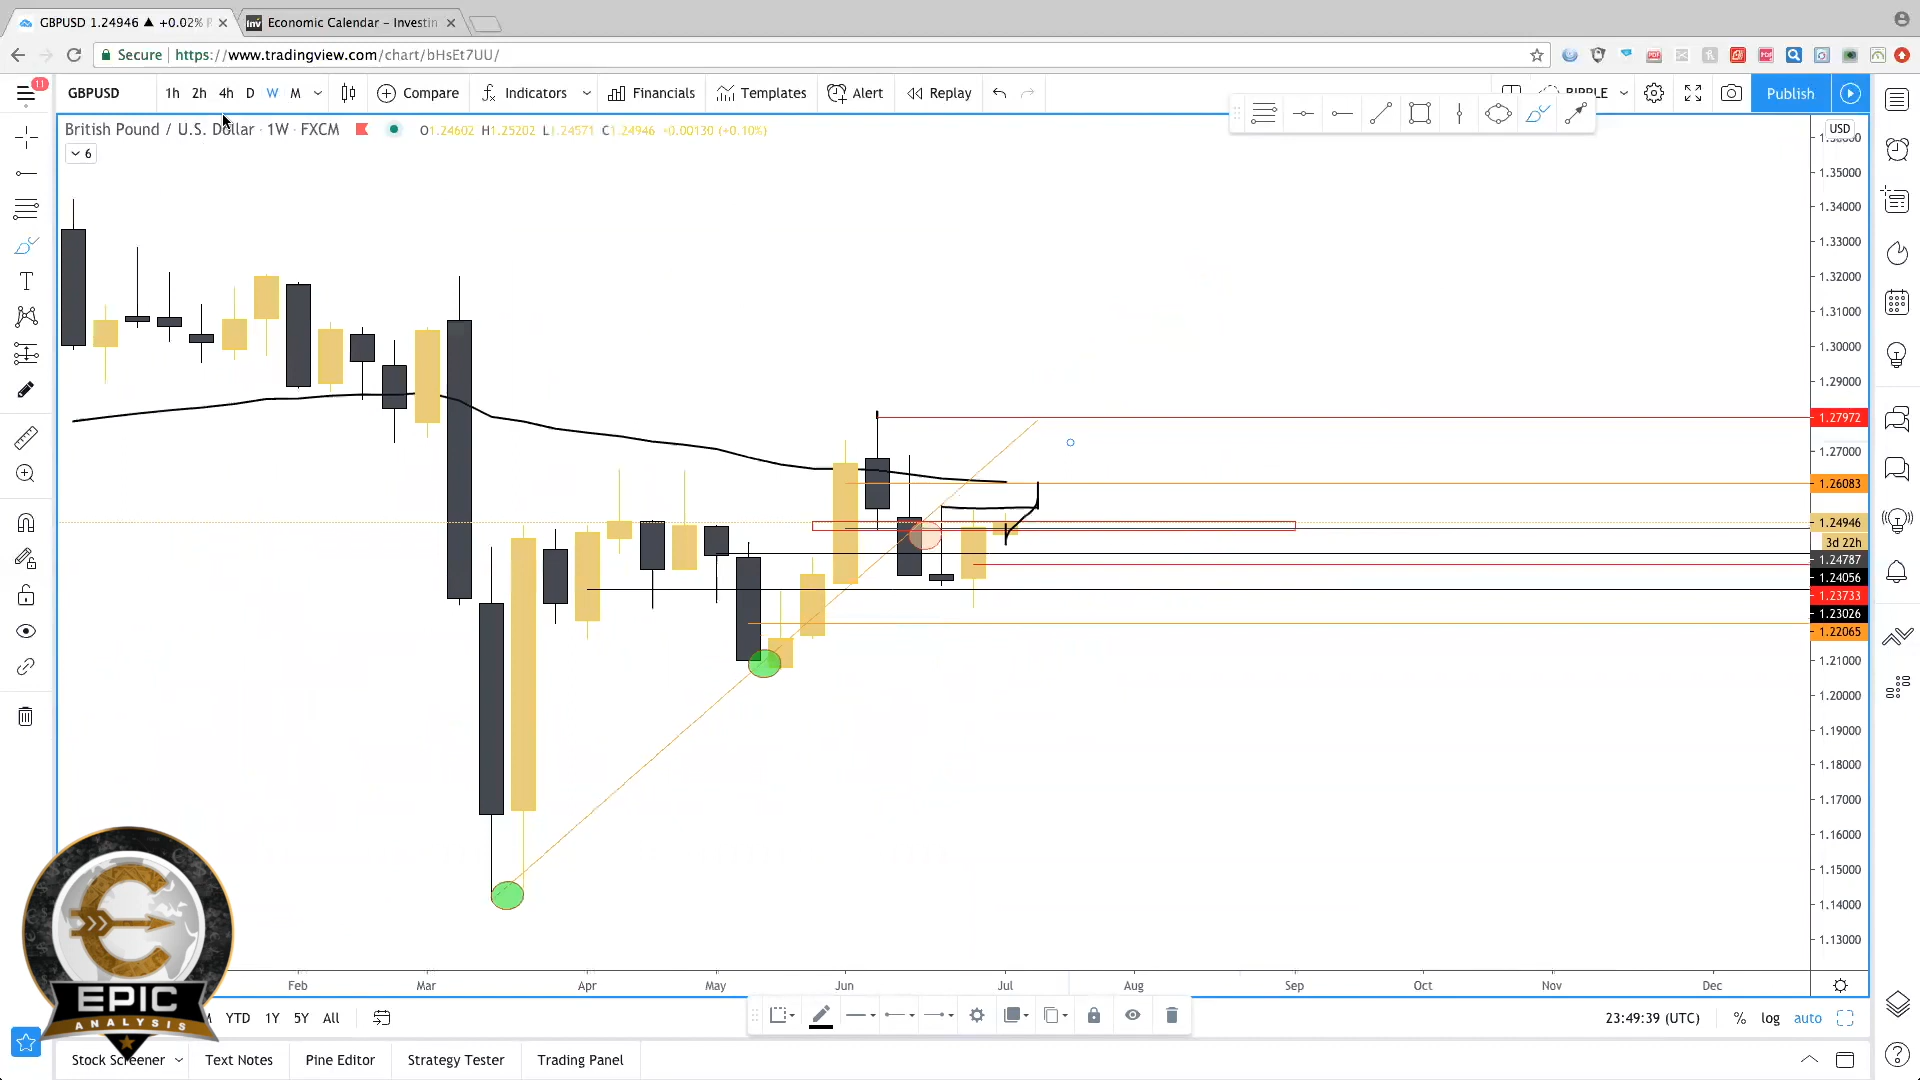 GBPUSD 1.24946 ▲ +0.02%
Economic Calendar - Investin
Secure https://www.tradingview.com/chart/bHsEt7UU/
11
GBPUSD 1h 2h 4h D W M Compare Indicators Financials Templates Alert Replay Publish
British Pound / U.S. Dollar · 1W · FXCM O1.24602 H1.25202 L1.24571 C1.24946 +0.00130 (+0.10%)
6
USD
1.35000
1.34000
1.33000
1.32000
1.31000
1.30000
1.29000
1.27972
1.27000
1.26083
1.24946
3d 22h
1.24787
1.24056
1.23733
1.23026
1.22065
1.21000
1.20000
1.19000
1.18000
1.17000
1.16000
1.15000
1.14000
1.13000
Feb Mar Apr May Jun Jul Aug Sep Oct Nov Dec
EPIC
ANALYSIS
YTD 1Y 5Y All 23:49:39 (UTC) % log auto
Stock Screener Text Notes Pine Editor Strategy Tester Trading Panel